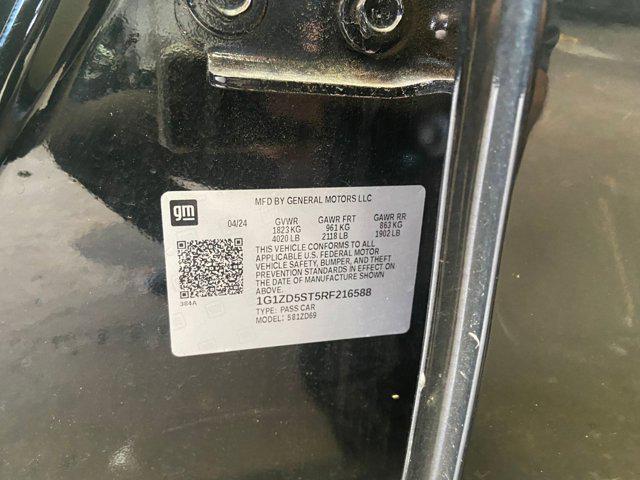 MFD BY GENERAL MOTORS LLC
gm
04/24 GVWR GAWR FRT GAWR RR
1823 KG 961 KG 863 KG
4020 LB 2118 LB 1902 LB
THIS VEHICLE CONFORMS TO ALL
APPLICABLE U.S. FEDERAL MOTOR
VEHICLE SAFETY, BUMPER, AND THEFT
PREVENTION STANDARDS IN EFFECT ON
THE DATE OF MANUFACTURE SHOWN
ABOVE.
384A
1G1ZD5ST5RF216588
TYPE: PASS CAR
MODEL: 581ZD69